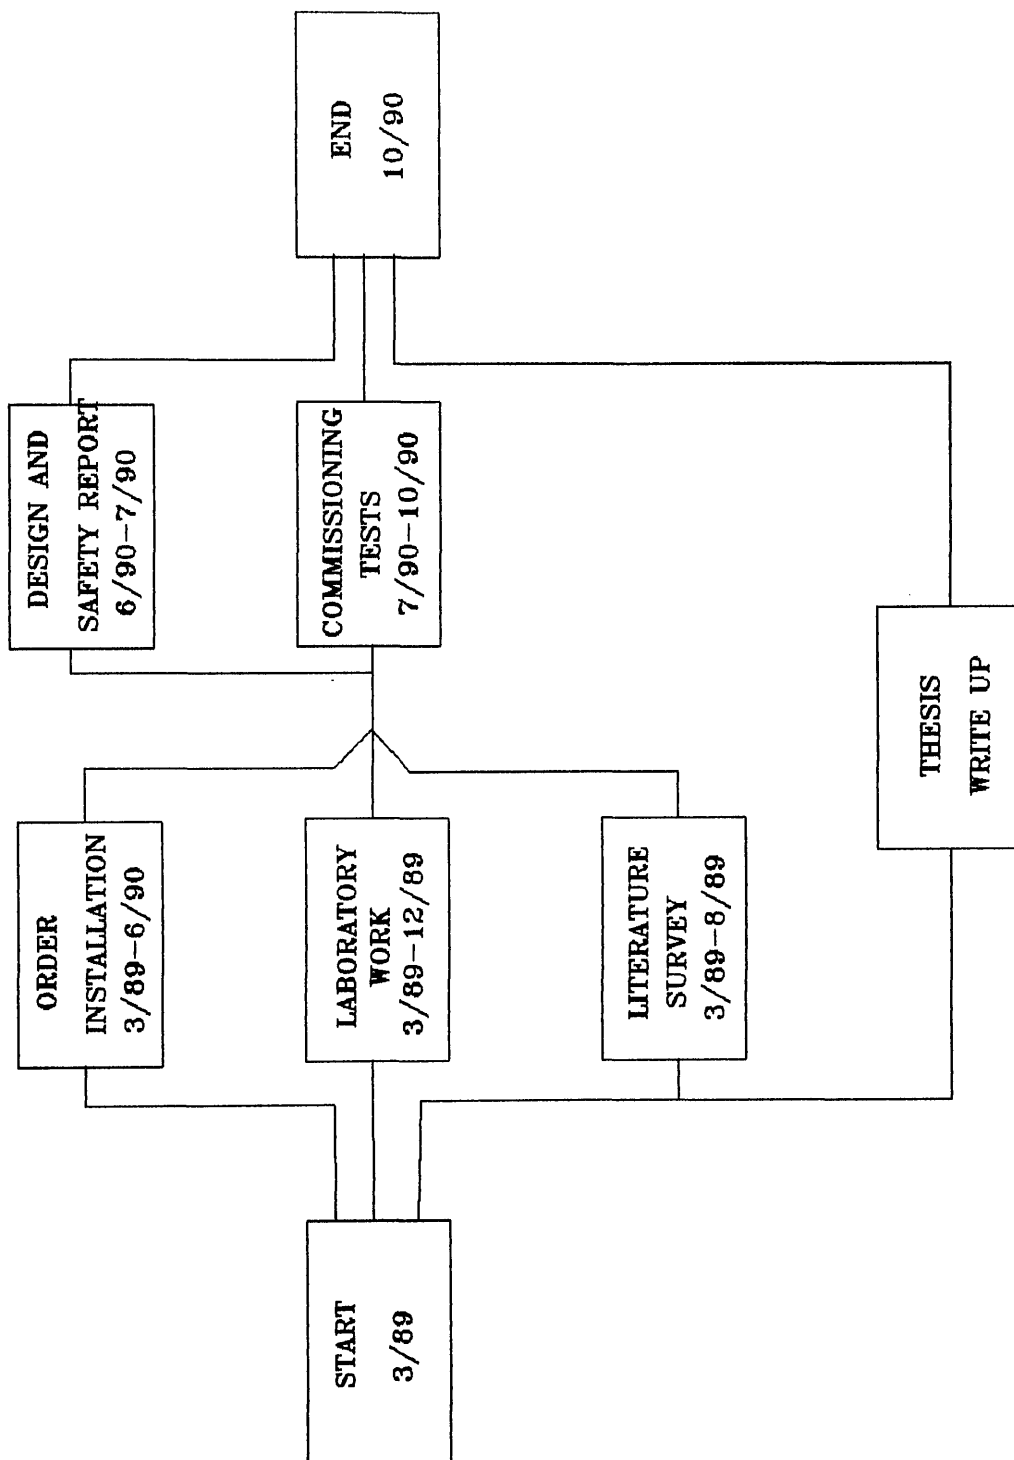 START
3/89
ORDER
INSTALLATION
3/89-6/90
LABORATORY
WORK
3/89-12/89
LITERATURE
SURVEY
3/89-8/89
THESIS
WRITE UP
DESIGN AND
SAFETY REPORT
6/90-7/90
COMMISSIONING
TESTS
7/90-10/90
END
10/90